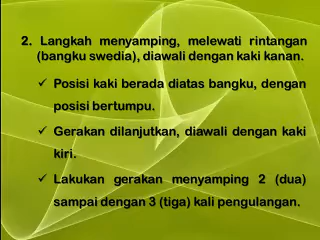 2. Langkah menyamping, melewati rintangan
(bangku swedia), diawali dengan kaki kanan.
✓ Posisi kaki berada diatas bangku, dengan
posisi bertumpu.
✓ Gerakan dilanjutkan, diawali dengan kaki
kiri.
✓ Lakukan gerakan menyamping 2 (dua)
sampai dengan 3 (tiga) kali pengulangan.